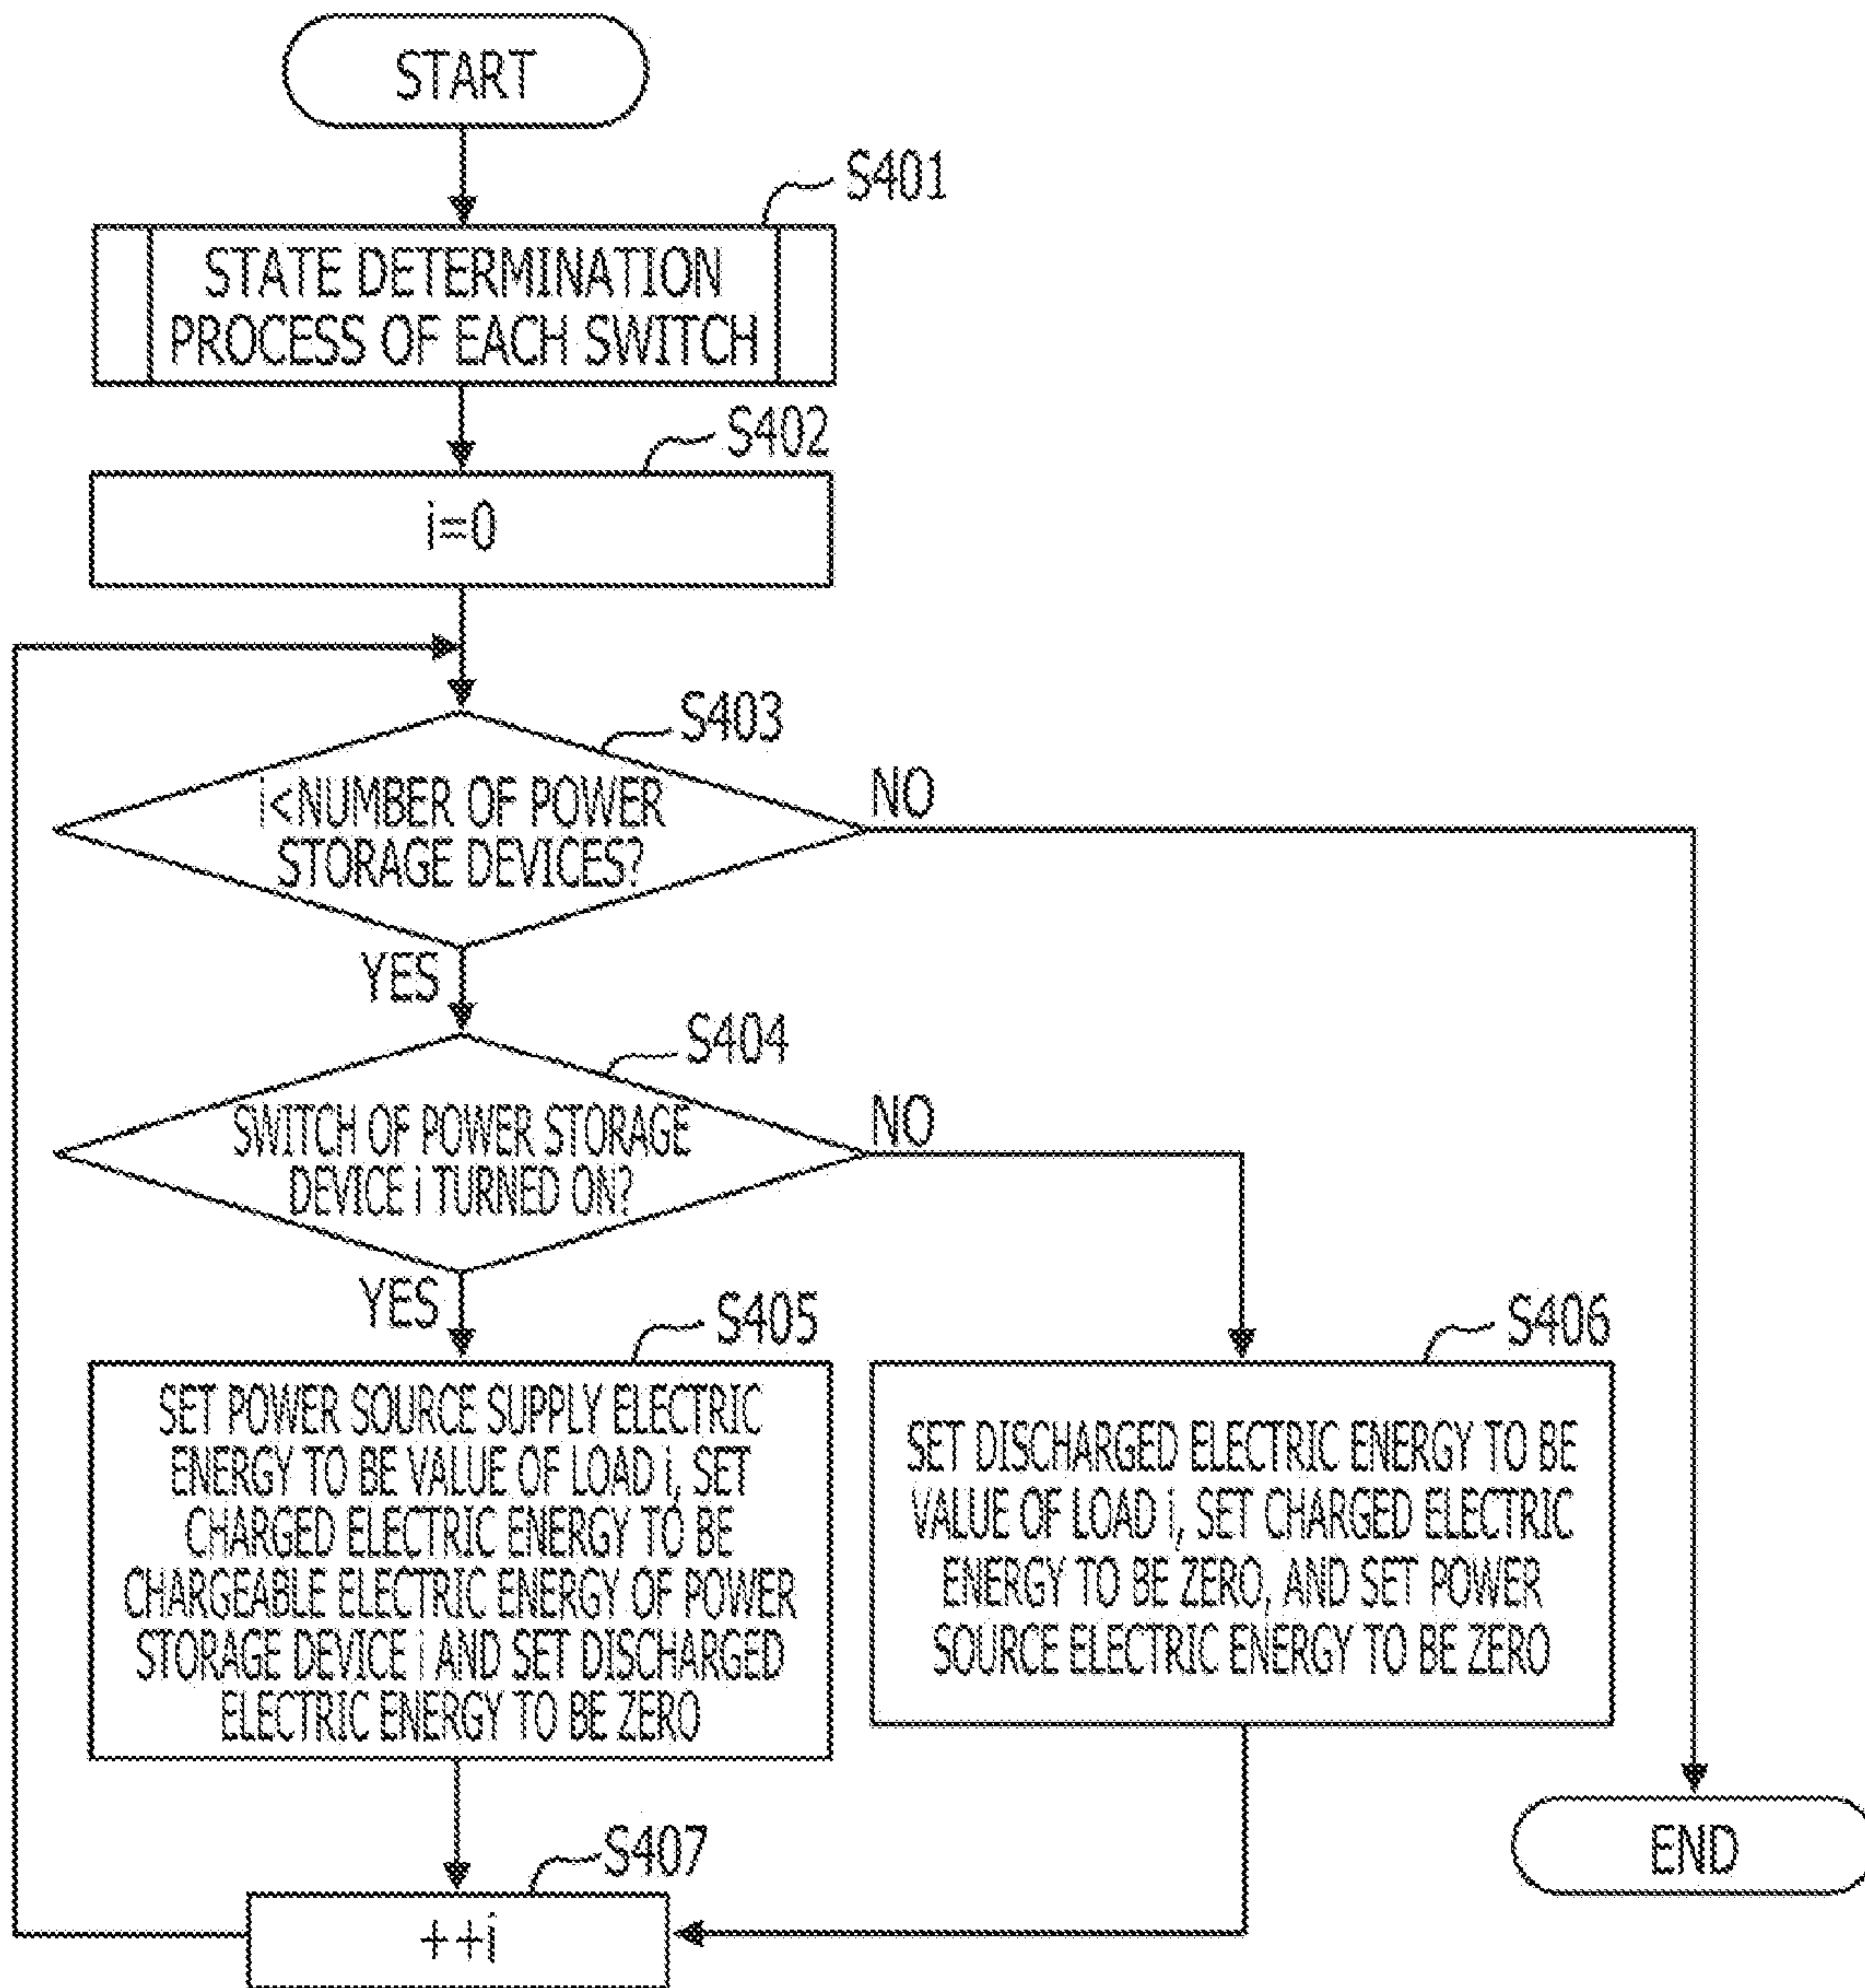 START
S401
STATE DETERMINATION
PROCESS OF EACH SWITCH
S402
i=0
S403
i<NUMBER OF POWER
STORAGE DEVICES?
NO
YES
S404
SWITCH OF POWER STORAGE
DEVICE i TURNED ON?
NO
YES
S405
SET POWER SOURCE SUPPLY ELECTRIC
ENERGY TO BE VALUE OF LOAD i, SET
CHARGED ELECTRIC ENERGY TO BE
CHARGEABLE ELECTRIC ENERGY OF POWER
STORAGE DEVICE i AND SET DISCHARGED
ELECTRIC ENERGY TO BE ZERO
S406
SET DISCHARGED ELECTRIC ENERGY TO BE
VALUE OF LOAD i, SET CHARGED ELECTRIC
ENERGY TO BE ZERO, AND SET POWER
SOURCE ELECTRIC ENERGY TO BE ZERO
S407
++i
END